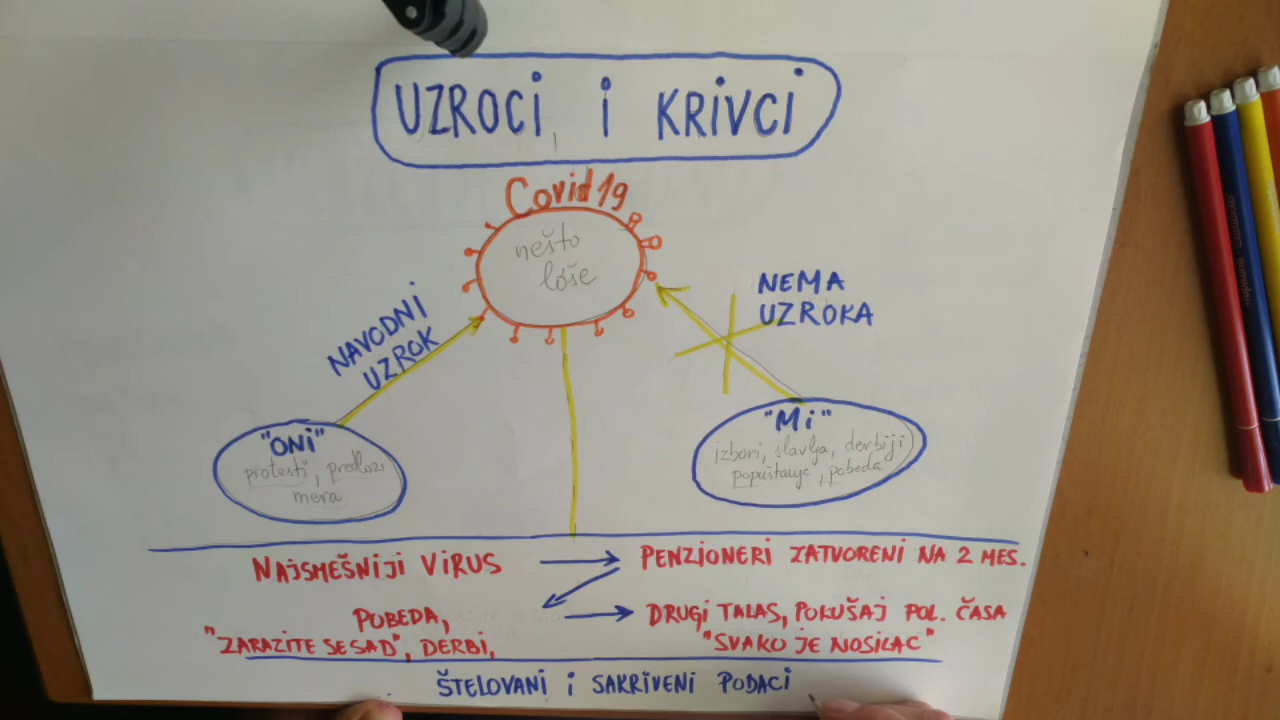 UZROCI I KRIVCI
Covid19
nešto
loše
NAVODNI
UZROK
NEMA
UZROKA
"ONI"
protesti, predlozi
mera
"Mi"
izbori, slavlja, derbiji
popuštanje, pobeda
NAJSMEŠNIJI VIRUS → PENZIONERI ZATVORENI NA 2 MES.
POBEDA, → DRUGI TALAS, POKUŠAJ POL. ČASA
"ZARAZITE SE SAD", DERBI, "SVAKO JE NOSILAC"
ŠTELOVANI I SAKRIVENI PODACI